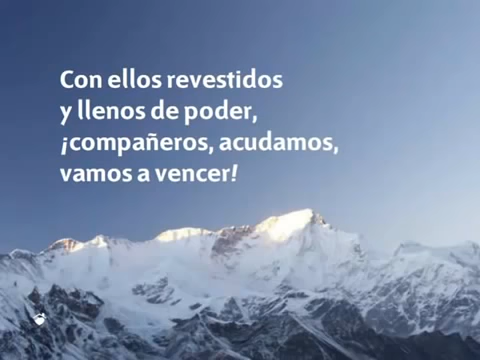 Con ellos revestidos
y llenos de poder,
¡compañeros, acudamos,
vamos a vencer!